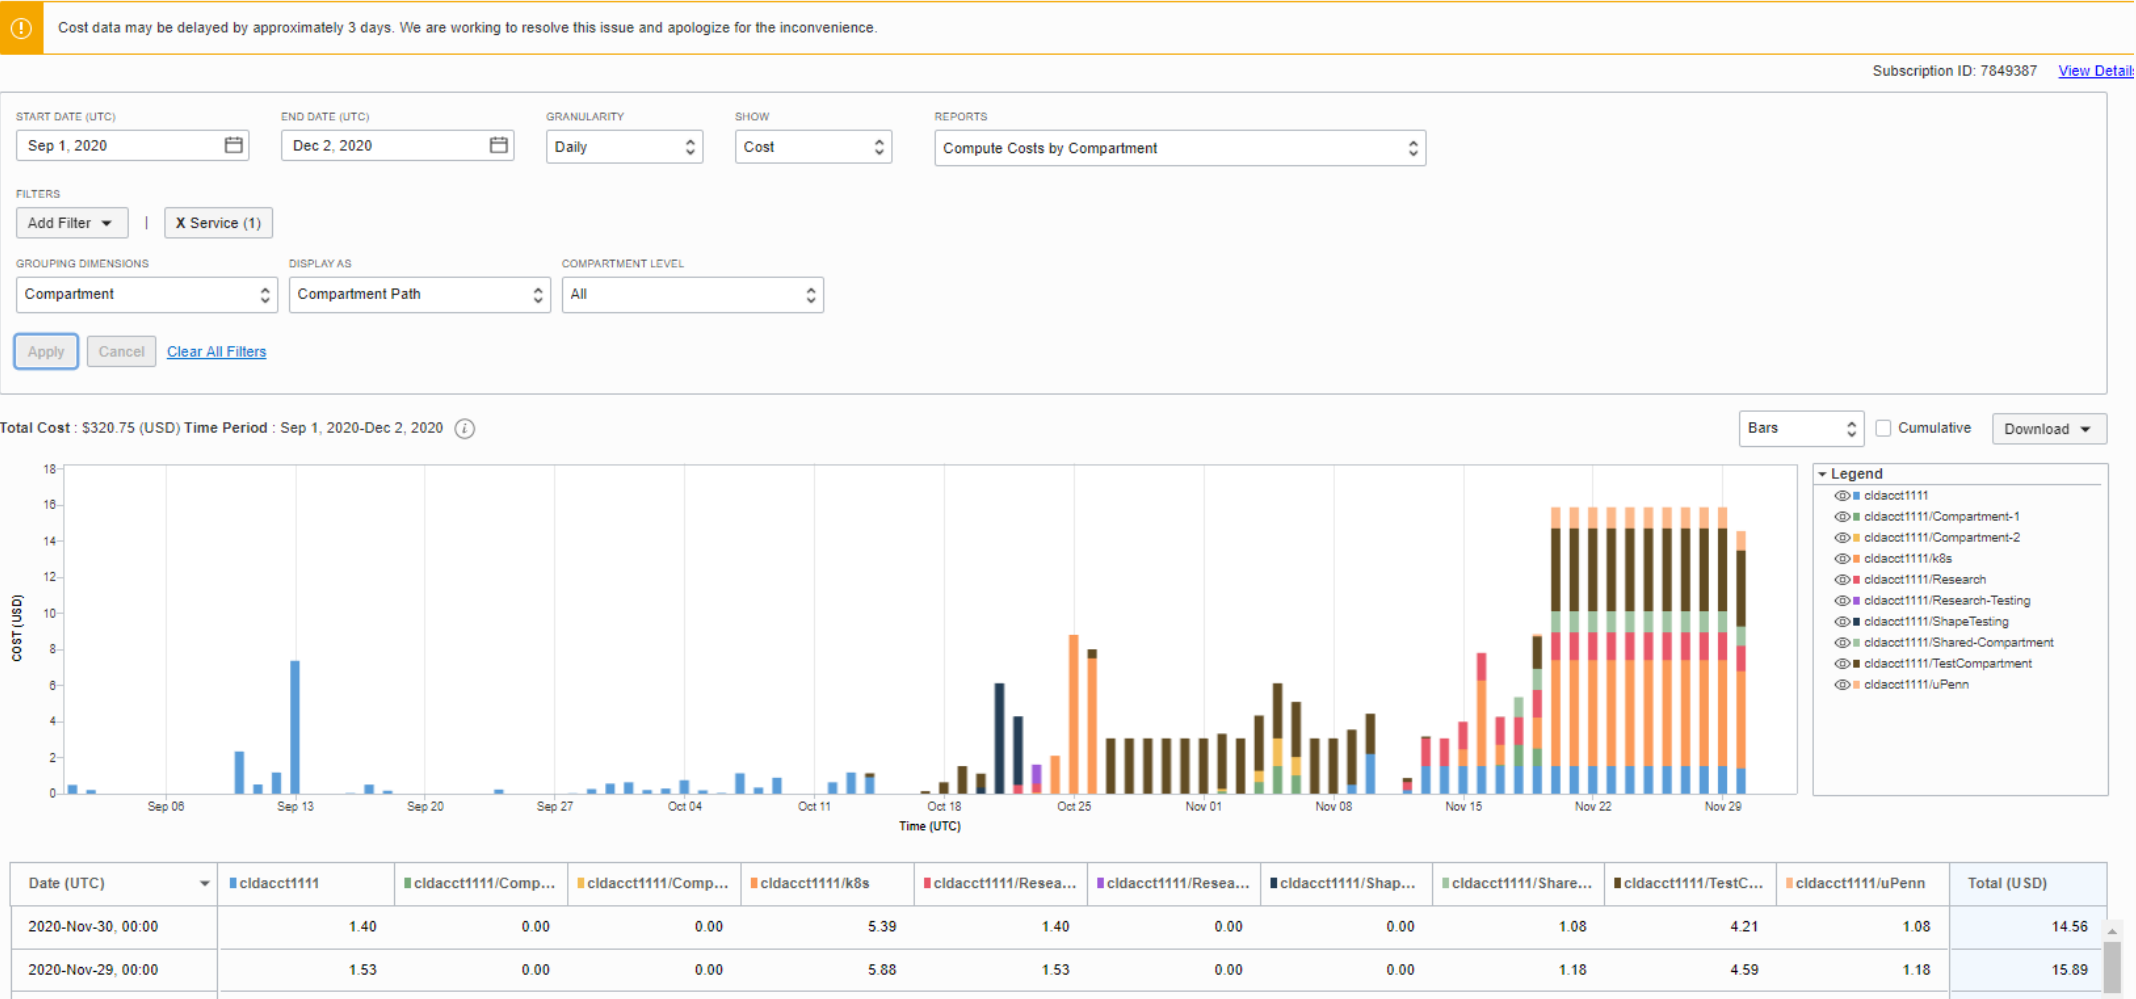 Cost data may be delayed by approximately 3 days. We are working to resolve this issue and apologize for the inconvenience.
Subscription ID: 7849387 View Details
START DATE (UTC) END DATE (UTC) GRANULARITY SHOW REPORTS
Sep 1, 2020 Dec 2, 2020 Daily Cost Compute Costs by Compartment
FILTERS
Add Filter | X Service (1)
GROUPING DIMENSIONS DISPLAY AS COMPARTMENT LEVEL
Compartment Compartment Path All
Apply Cancel Clear All Filters
Total Cost : $320.75 (USD) Time Period : Sep 1, 2020-Dec 2, 2020 i Bars Cumulative Download
18
16
14
12
10
8
6
4
2
0
COST (USD)
Sep 06 Sep 13 Sep 20 Sep 27 Oct 04 Oct 11 Oct 18 Oct 25 Nov 01 Nov 08 Nov 15 Nov 22 Nov 29
Time (UTC)
Legend
cldacct1111
cldacct1111/Compartment-1
cldacct1111/Compartment-2
cldacct1111/k8s
cldacct1111/Research
cldacct1111/Research-Testing
cldacct1111/ShapeTesting
cldacct1111/Shared-Compartment
cldacct1111/TestCompartment
cldacct1111/uPenn
Date (UTC) cldacct1111 cldacct1111/Comp... cldacct1111/Comp... cldacct1111/k8s cldacct1111/Resea... cldacct1111/Resea... cldacct1111/Shap... cldacct1111/Share... cldacct1111/TestC... cldacct1111/uPenn Total (USD)
2020-Nov-30, 00:00 1.40 0.00 0.00 5.39 1.40 0.00 0.00 1.08 4.21 1.08 14.56
2020-Nov-29, 00:00 1.53 0.00 0.00 5.88 1.53 0.00 0.00 1.18 4.59 1.18 15.89